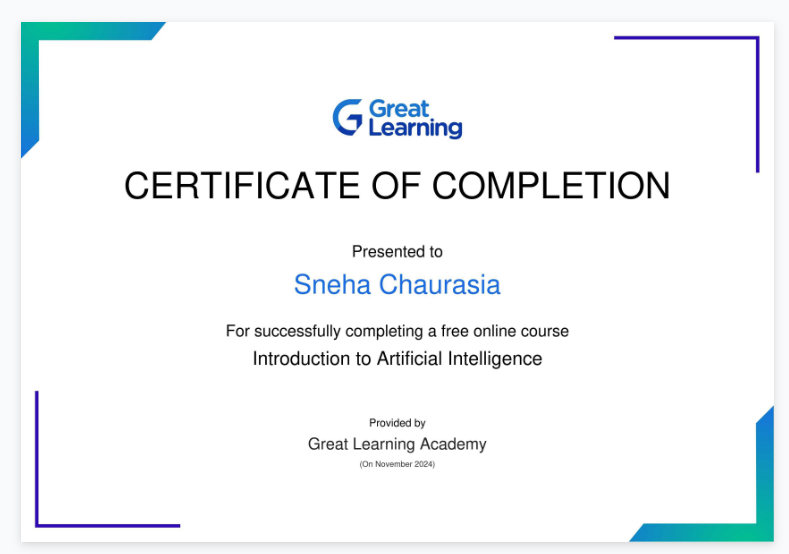 Great
Learning
CERTIFICATE OF COMPLETION
Presented to
Sneha Chaurasia
For successfully completing a free online course
Introduction to Artificial Intelligence
Provided by
Great Learning Academy
(On November 2024)